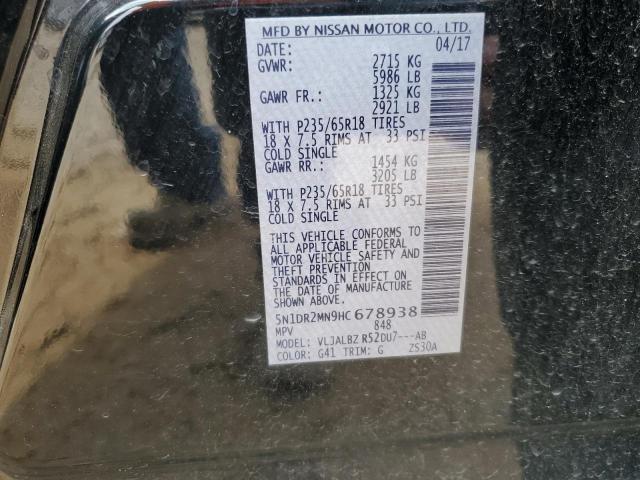 MFD BY NISSAN MOTOR CO., LTD.
DATE: 04/17
GVWR: 2715 KG
5986 LB
GAWR FR.: 1325 KG
2921 LB
WITH P235/65R18 TIRES
18 X 7.5 RIMS AT 33 PSI
COLD SINGLE
GAWR RR.: 1454 KG
3205 LB
WITH P235/65R18 TIRES
18 X 7.5 RIMS AT 33 PSI
COLD SINGLE
THIS VEHICLE CONFORMS TO
ALL APPLICABLE FEDERAL
MOTOR VEHICLE SAFETY AND
THEFT PREVENTION
STANDARDS IN EFFECT ON
THE DATE OF MANUFACTURE
SHOWN ABOVE.
5N1DR2MN9HC678938
MPV 848
MODEL: VLJALBZ R52DU7---AB
COLOR: G41 TRIM: G ZS30A